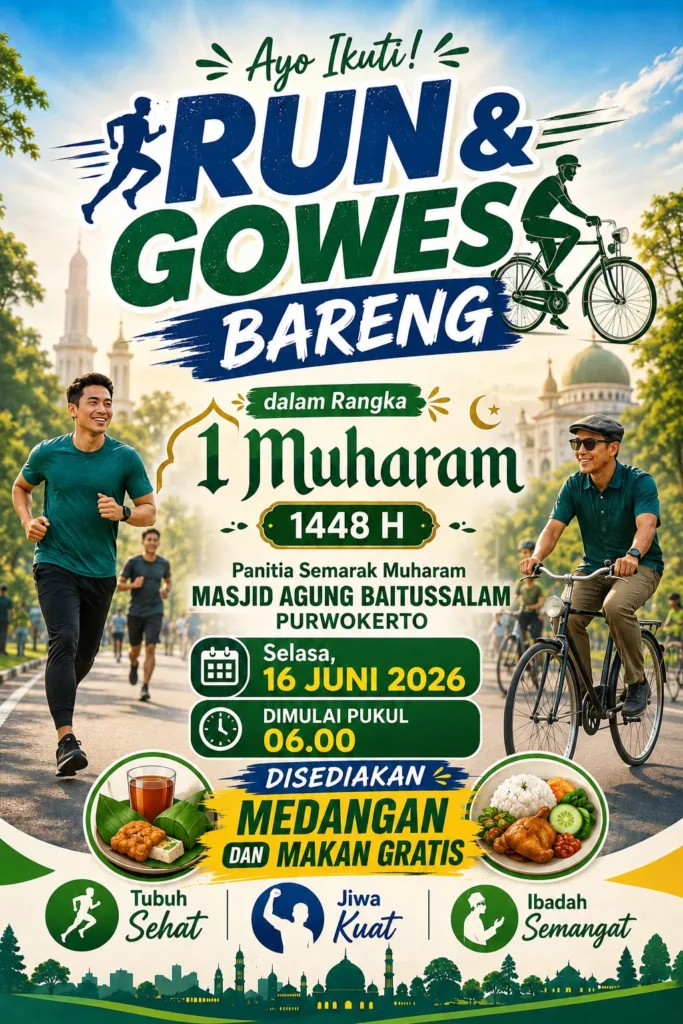 Ayo Ikuti!
RUN &
GOWES
BARENG
dalam Rangka
1 Muharam
1448 H
Panitia Semarak Muharam
MASJID AGUNG BAITUSSALAM
PURWOKERTO
Selasa,
16 JUNI 2026
DIMULAI PUKUL
06.00
DISEDIAKAN
MEDANGAN
DAN MAKAN GRATIS
Tubuh
Sehat
Jiwa
Kuat
Ibadah
Semangat